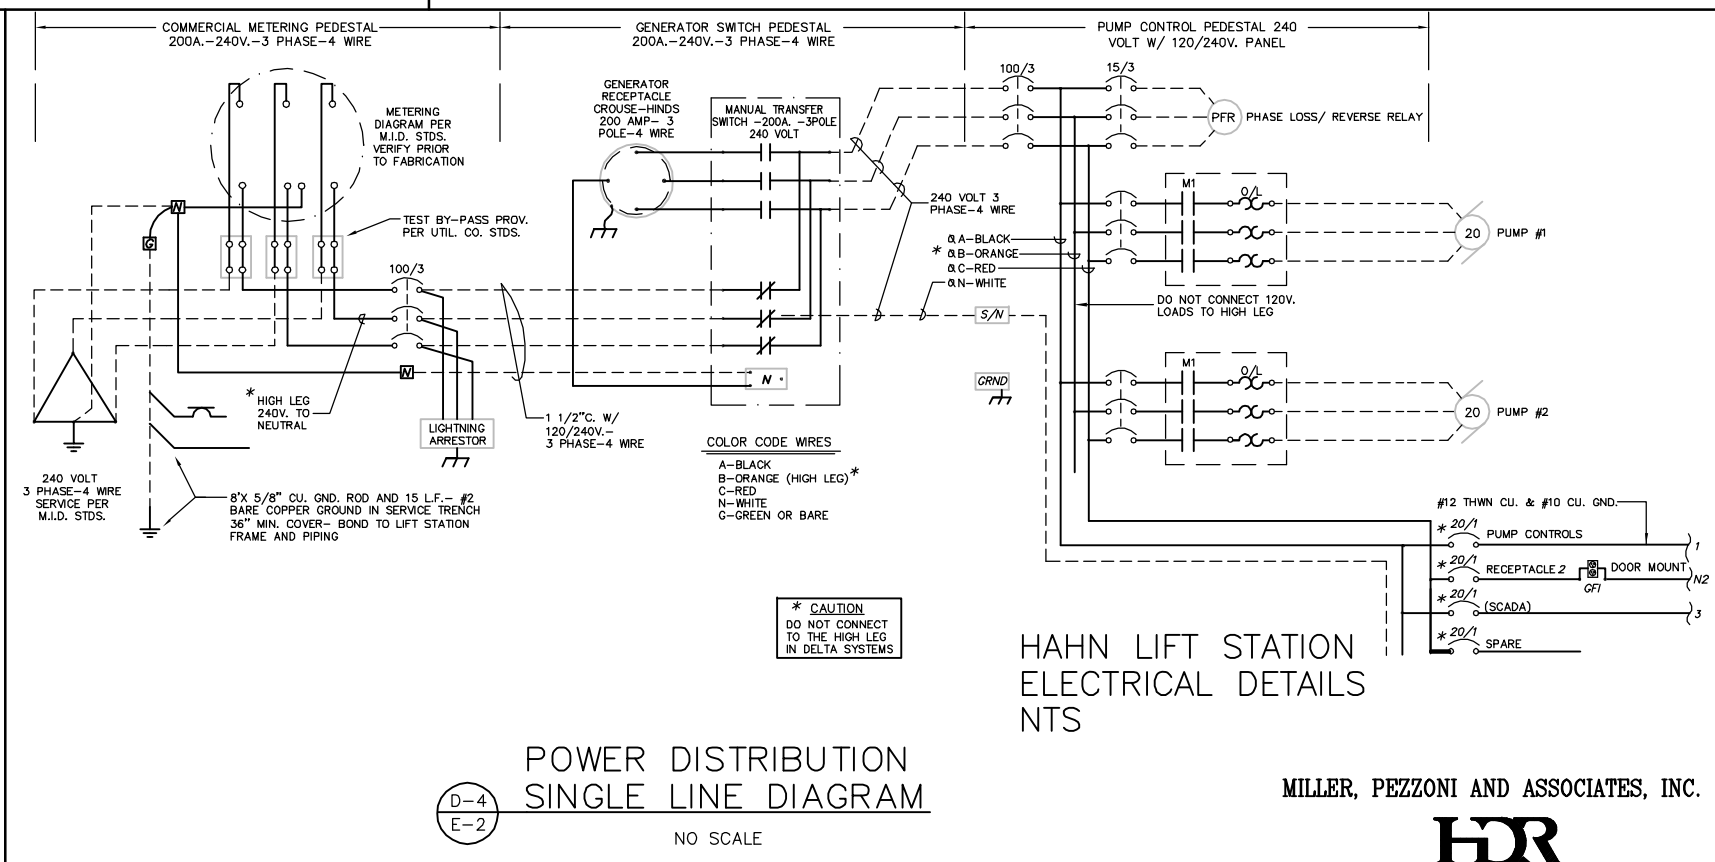 COMMERCIAL METERING PEDESTAL
200A.-240V.-3 PHASE-4 WIRE
GENERATOR SWITCH PEDESTAL
200A.-240V.-3 PHASE-4 WIRE
PUMP CONTROL PEDESTAL 240
VOLT W/ 120/240V. PANEL
METERING
DIAGRAM PER
M.I.D. STDS.
VERIFY PRIOR
TO FABRICATION
GENERATOR
RECEPTACLE
CROUSE-HINDS
200 AMP- 3
POLE-4 WIRE
MANUAL TRANSFER
SWITCH -200A. -3POLE
240 VOLT
100/3
15/3
PFR
PHASE LOSS/ REVERSE RELAY
N
G
TEST BY-PASS PROV.
PER UTIL. CO. STDS.
100/3
240 VOLT 3
PHASE-4 WIRE
Ø A-BLACK
* Ø B-ORANGE
Ø C-RED
Ø N-WHITE
M1
O/L
20
PUMP #1
DO NOT CONNECT 120V.
LOADS TO HIGH LEG
S/N
GRND
M1
O/L
20
PUMP #2
N
N
* HIGH LEG
240V. TO
NEUTRAL
LIGHTNING
ARRESTOR
1 1/2"C. W/
120/240V.-
3 PHASE-4 WIRE
COLOR CODE WIRES
A-BLACK
B-ORANGE (HIGH LEG)*
C-RED
N-WHITE
G-GREEN OR BARE
240 VOLT
3 PHASE-4 WIRE
SERVICE PER
M.I.D. STDS.
8'X 5/8" CU. GND. ROD AND 15 L.F.- #2
BARE COPPER GROUND IN SERVICE TRENCH
36" MIN. COVER- BOND TO LIFT STATION
FRAME AND PIPING
#12 THWN CU. & #10 CU. GND.
* 20/1
PUMP CONTROLS
1
* 20/1
RECEPTACLE 2
GFI
DOOR MOUNT
N2
* 20/1
(SCADA)
3
* 20/1
SPARE
* CAUTION
DO NOT CONNECT
TO THE HIGH LEG
IN DELTA SYSTEMS
HAHN LIFT STATION
ELECTRICAL DETAILS
NTS
D-4
E-2
POWER DISTRIBUTION
SINGLE LINE DIAGRAM
NO SCALE
MILLER, PEZZONI AND ASSOCIATES, INC.
HDR